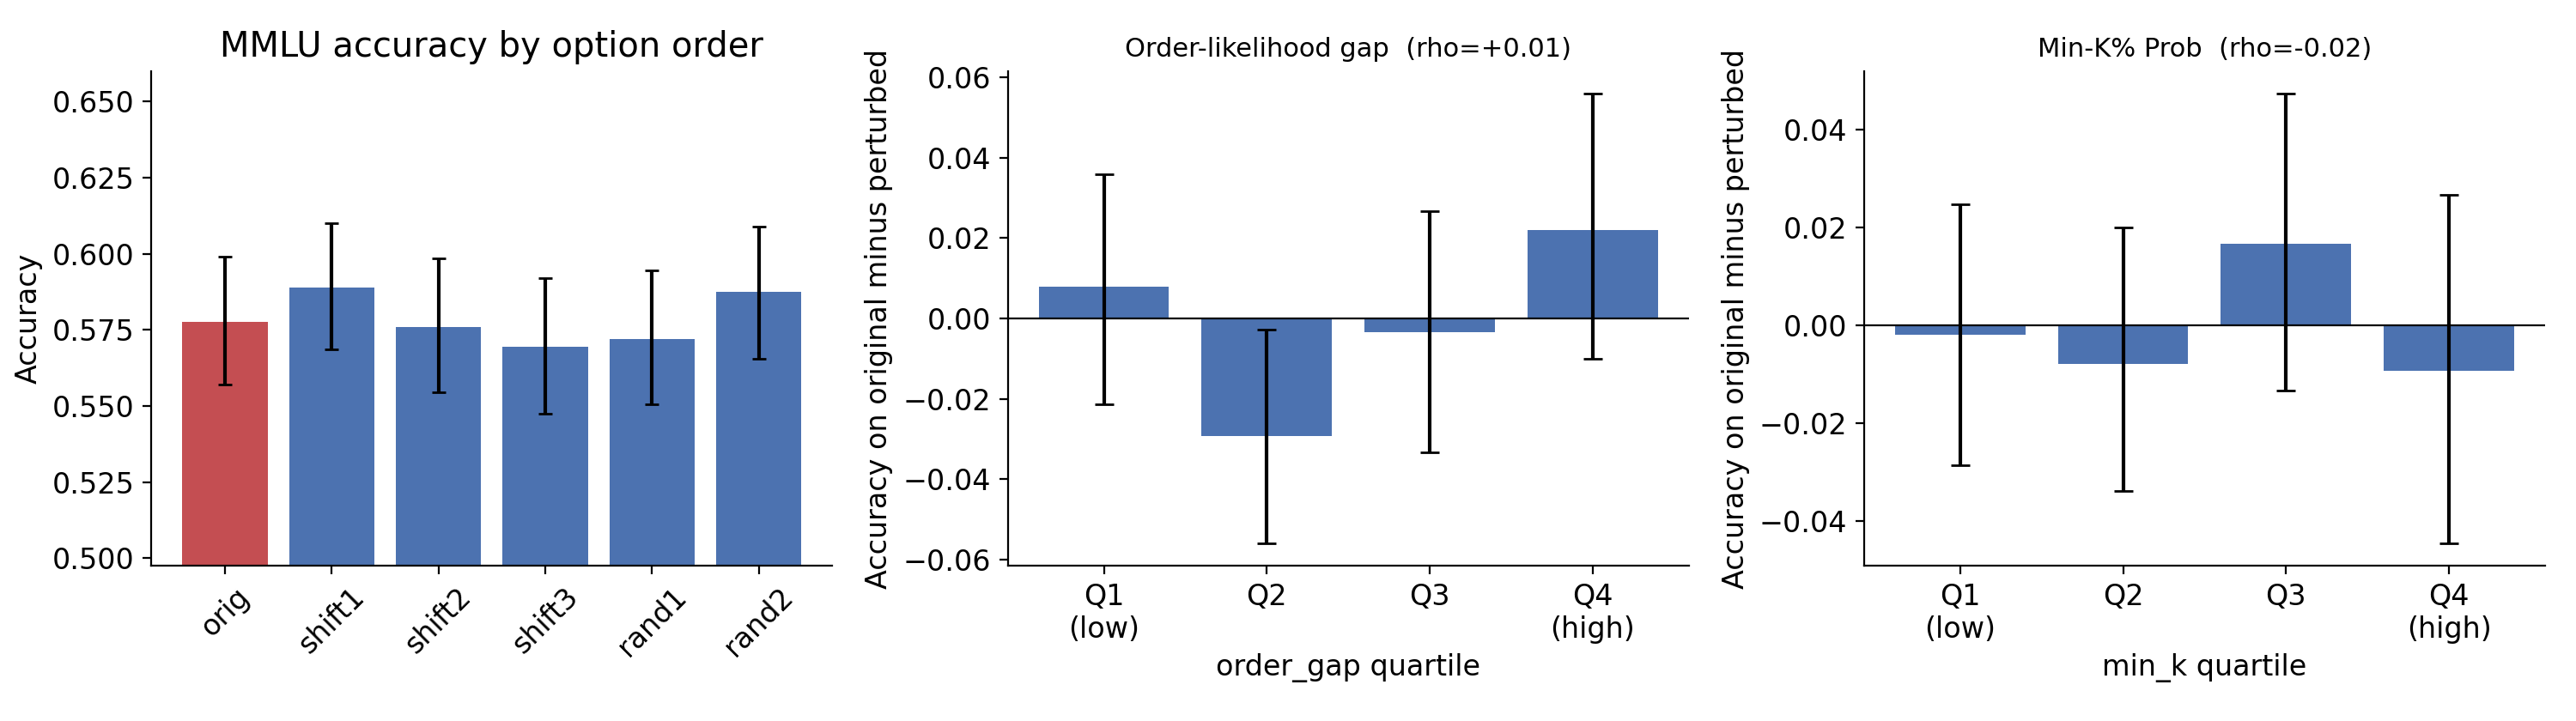 MMLU accuracy by option order
Accuracy
0.650
0.625
0.600
0.575
0.550
0.525
0.500
orig
shift1
shift2
shift3
rand1
rand2
Order-likelihood gap (rho=+0.01)
Accuracy on original minus perturbed
0.06
0.04
0.02
0.00
−0.02
−0.04
−0.06
Q1
(low)
Q2
Q3
Q4
(high)
order_gap quartile
Min-K% Prob (rho=-0.02)
Accuracy on original minus perturbed
0.04
0.02
0.00
−0.02
−0.04
Q1
(low)
Q2
Q3
Q4
(high)
min_k quartile